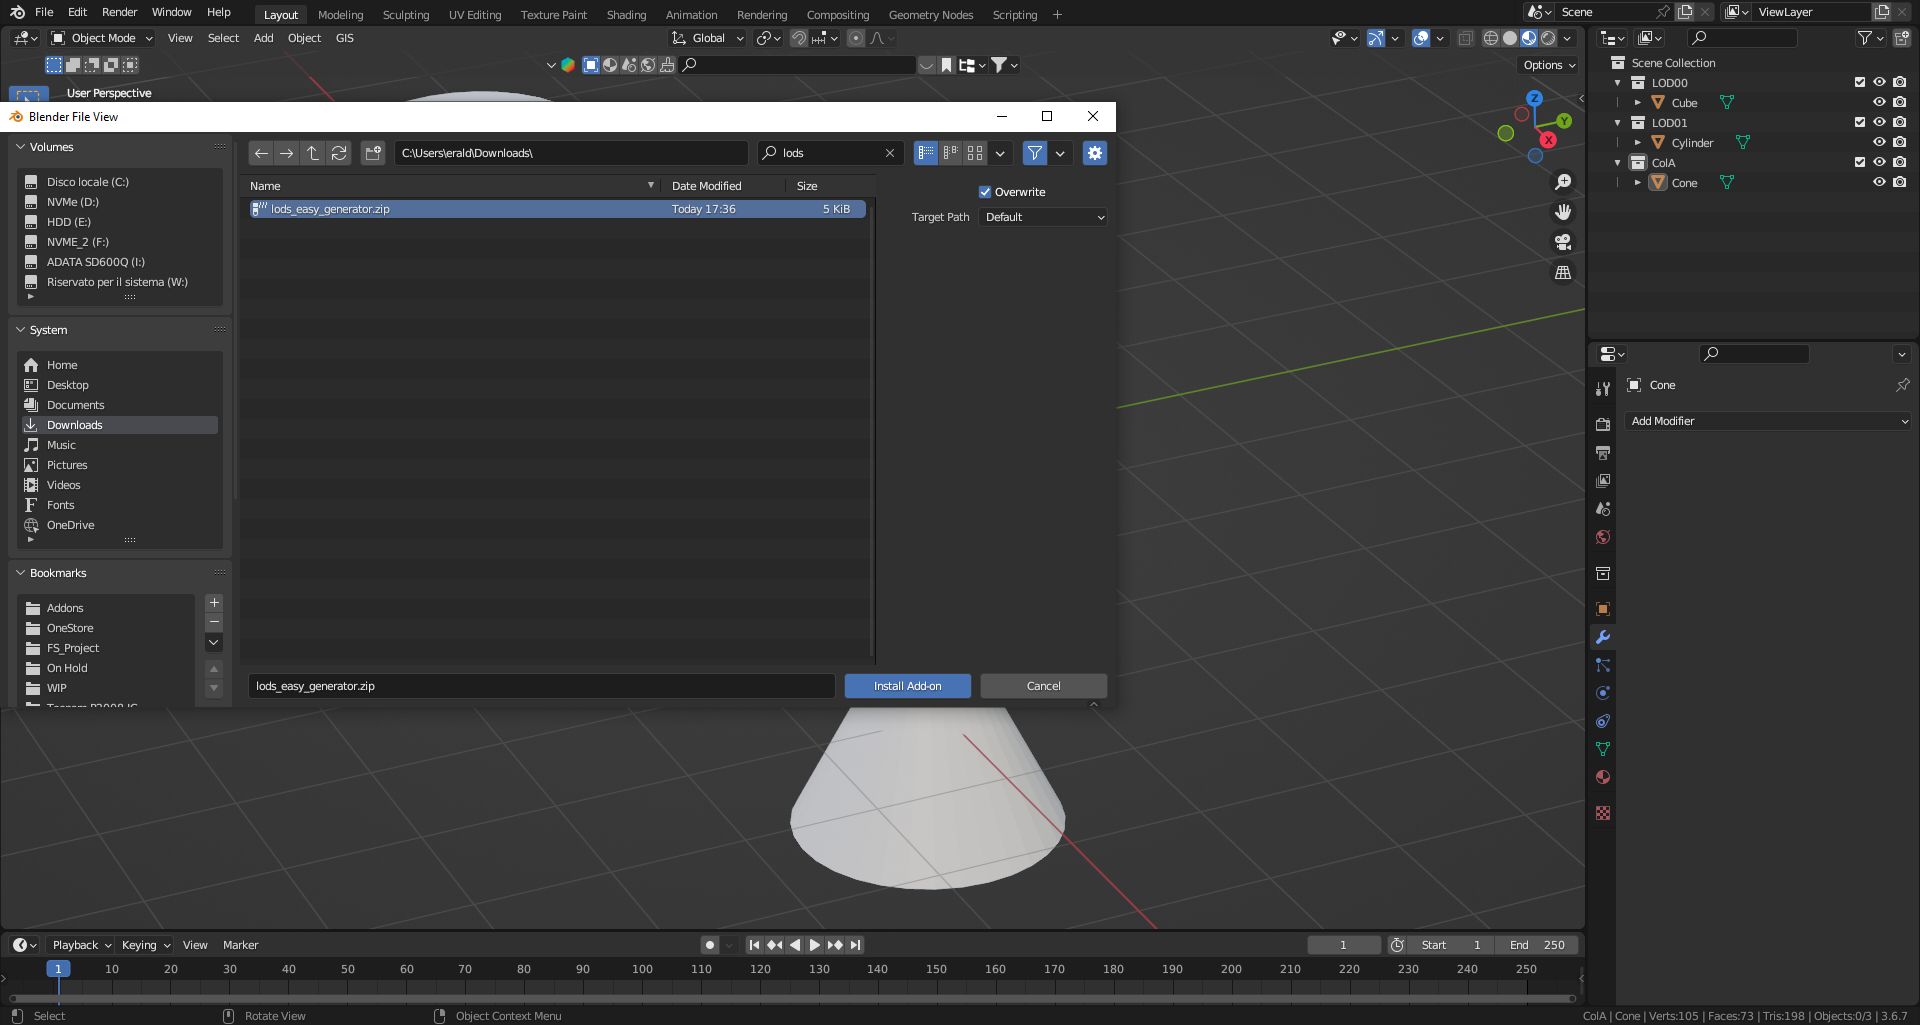 File Edit Render Window Help Layout Modeling Sculpting UV Editing Texture Paint Shading Animation Rendering Compositing Geometry Nodes Scripting + Scene ViewLayer
Object Mode View Select Add Object GIS Global
Options
User Perspective
Z
Y
X
Scene Collection
LOD00
Cube
LOD01
Cylinder
ColA
Cone
Blender File View
Volumes
Disco locale (C:)
NVMe (D:)
HDD (E:)
NVME_2 (F:)
ADATA SD600Q (I:)
Riservato per il sistema (W:)
System
Home
Desktop
Documents
Downloads
Music
Pictures
Videos
Fonts
OneDrive
Bookmarks
Addons
OneStore
FS_Project
On Hold
WIP
C:\Users\erald\Downloads\ lods
Name Date Modified Size
lods_easy_generator.zip Today 17:36 5 KiB
Overwrite
Target Path Default
lods_easy_generator.zip Install Add-on Cancel
Cone
Add Modifier
Playback Keying View Marker 1 Start 1 End 250
1 10 20 30 40 50 60 70 80 90 100 110 120 130 140 150 160 170 180 190 200 210 220 230 240 250
Select Rotate View Object Context Menu ColA | Cone | Verts:105 | Faces:73 | Tris:198 | Objects:0/3 | 3.6.7